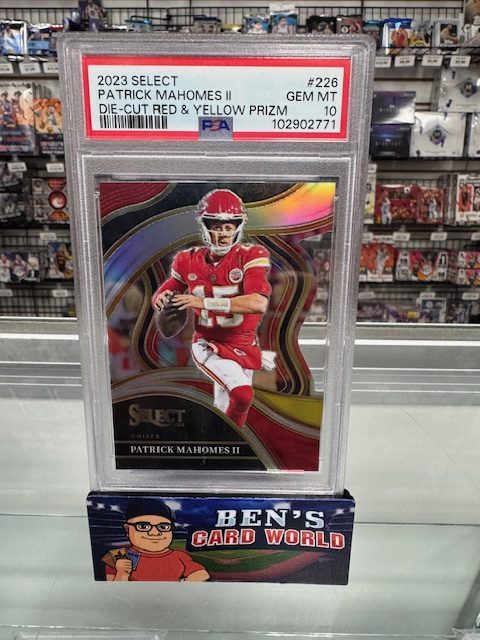 2023 SELECT #226
PATRICK MAHOMES II GEM MT
DIE-CUT RED & YELLOW PRIZM 10
PSA 102902771
15
SELECT
CHIEFS
PATRICK MAHOMES II
BEN'S
CARD WORLD